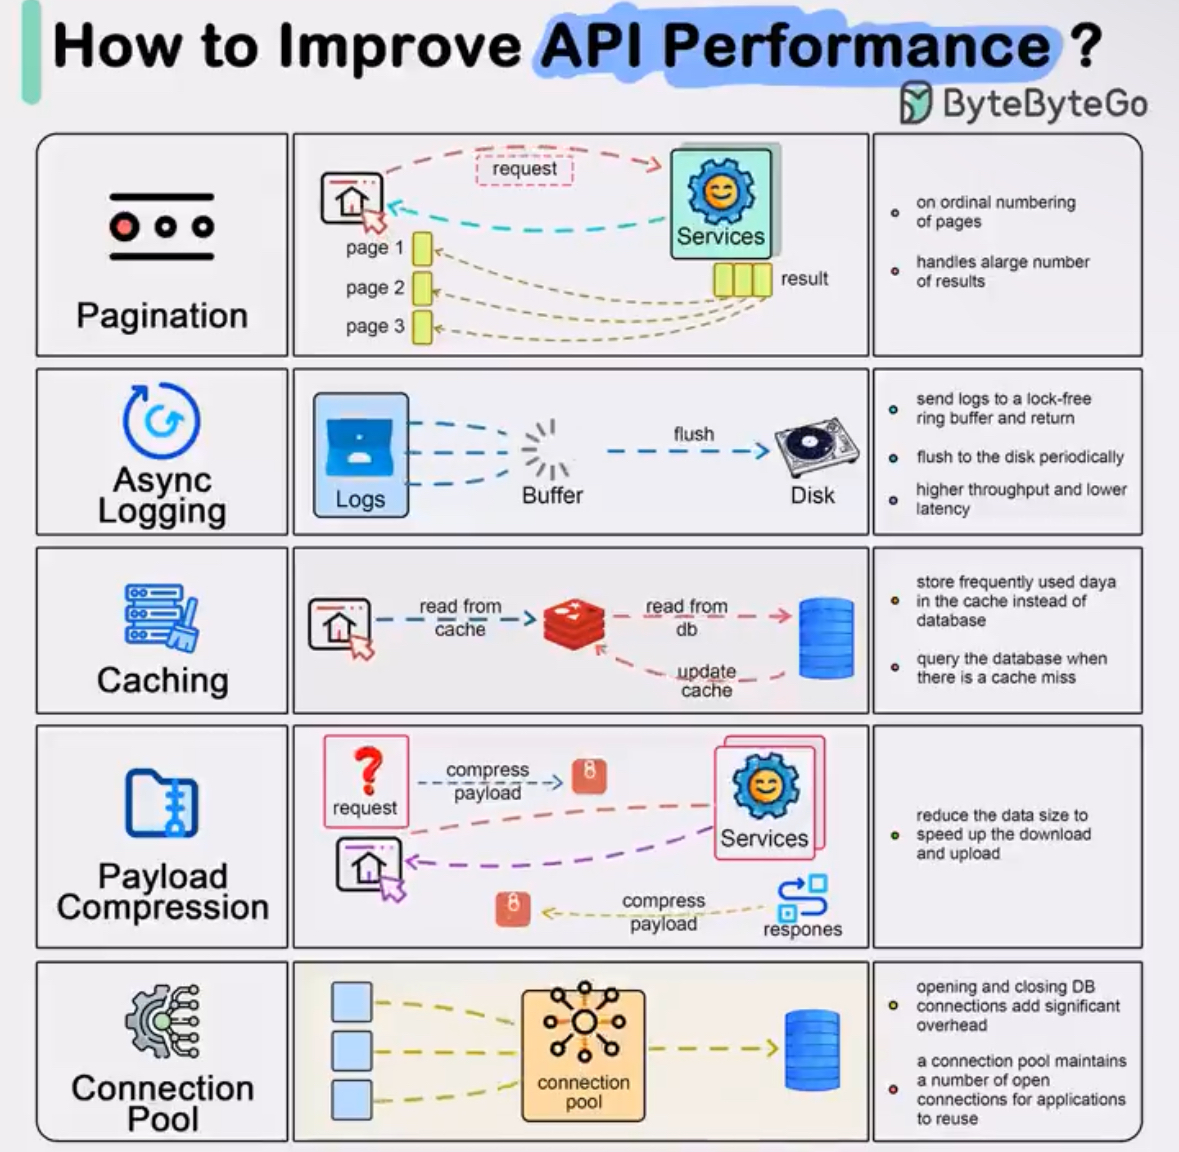 How to Improve API Performance ?
ByteByteGo
Pagination
request
Services
page 1
page 2
page 3
result
on ordinal numbering
of pages
handles alarge number
of results
Async
Logging
Logs
Buffer
flush
Disk
send logs to a lock-free
ring buffer and return
flush to the disk periodically
higher throughput and lower
latency
Caching
read from
cache
read from
db
update
cache
store frequently used daya
in the cache instead of
database
query the database when
there is a cache miss
Payload
Compression
request
compress
payload
8
Services
8
compress
payload
respones
reduce the data size to
speed up the download
and upload
Connection
Pool
connection
pool
opening and closing DB
connections add significant
overhead
a connection pool maintains
a number of open
connections for applications
to reuse